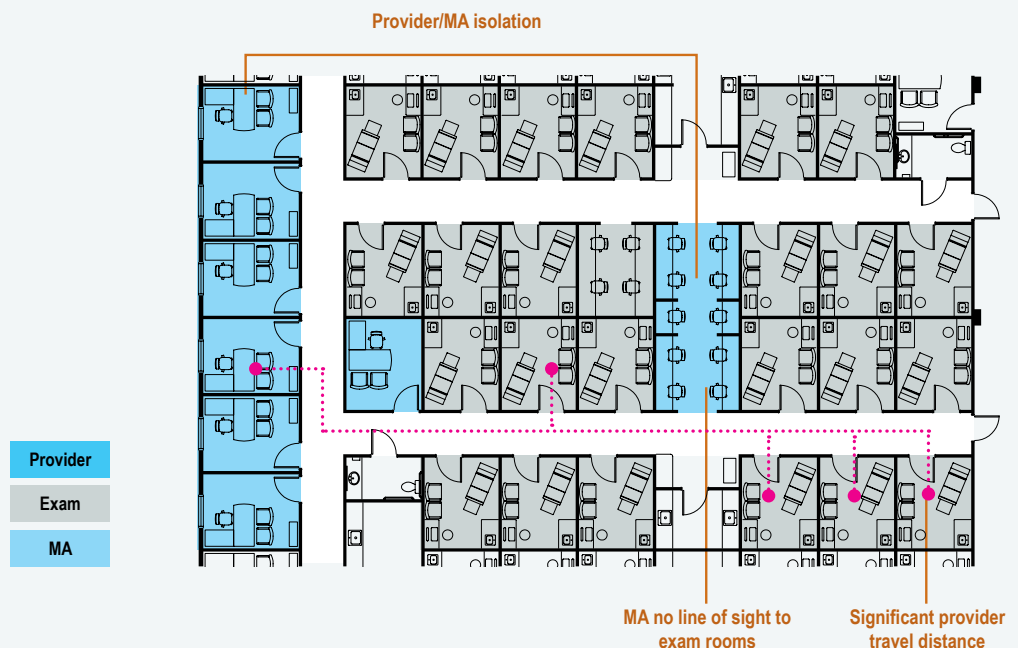 Provider/MA isolation
Provider
Exam
MA
MA no line of sight to
exam rooms
Significant provider
travel distance